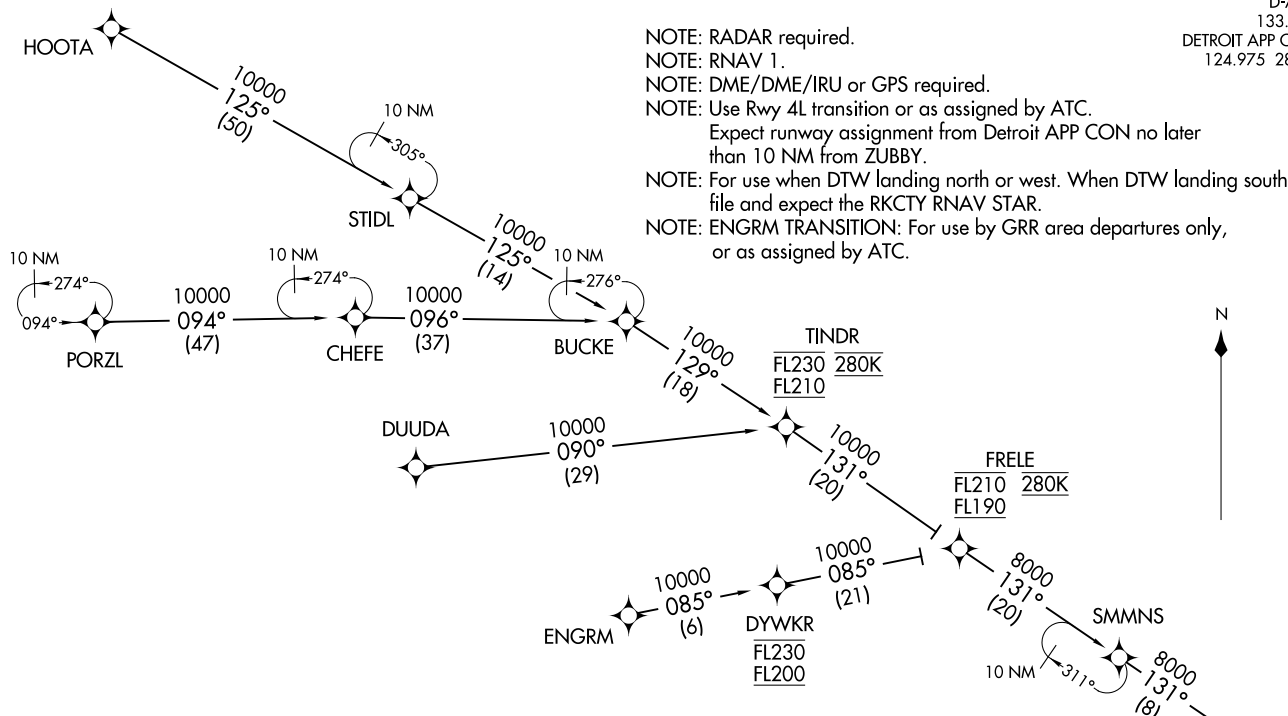 D-A
133.
DETROIT APP C
124.975 28
NOTE: RADAR required.
NOTE: RNAV 1.
NOTE: DME/DME/IRU or GPS required.
NOTE: Use Rwy 4L transition or as assigned by ATC.
Expect runway assignment from Detroit APP CON no later
than 10 NM from ZUBBY.
NOTE: For use when DTW landing north or west. When DTW landing south
file and expect the RKCTY RNAV STAR.
NOTE: ENGRM TRANSITION: For use by GRR area departures only,
or as assigned by ATC.
HOOTA
10000
125°
(50)
10 NM
305°
STIDL
10000
125°
(14)
10 NM
274°
094°
PORZL
10000
094°
(47)
10 NM
274°
CHEFE
10000
096°
(37)
10 NM
276°
BUCKE
10000
129°
(18)
TINDR
FL230 280K
FL210
DUUDA
10000
090°
(29)
10000
131°
(20)
FRELE
FL210 280K
FL190
ENGRM
10000
085°
(6)
DYWKR
FL230
FL200
10000
085°
(21)
8000
131°
(20)
SMMNS
10 NM
311°
8000
131°
(8)
N